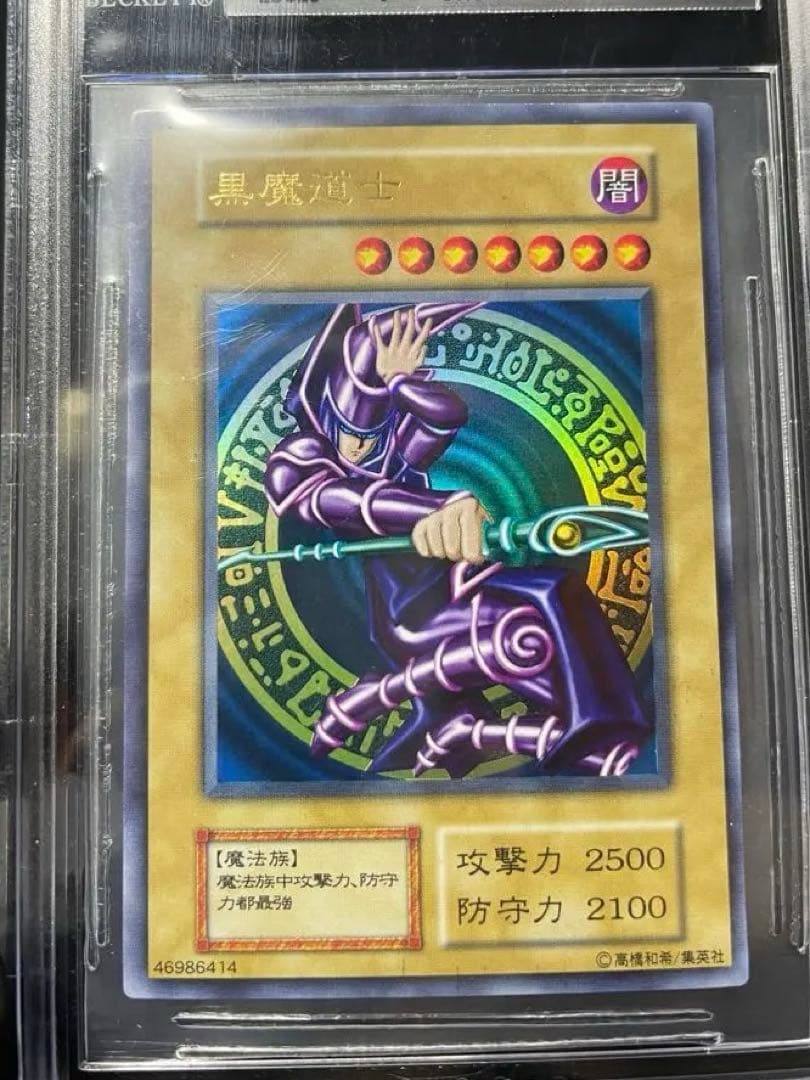 黒魔道士
闇
【魔法族】
魔法族中攻擊力、防守
力都最強
攻擊力 2500
防守力 2100
46986414
©高橋和希/集英社